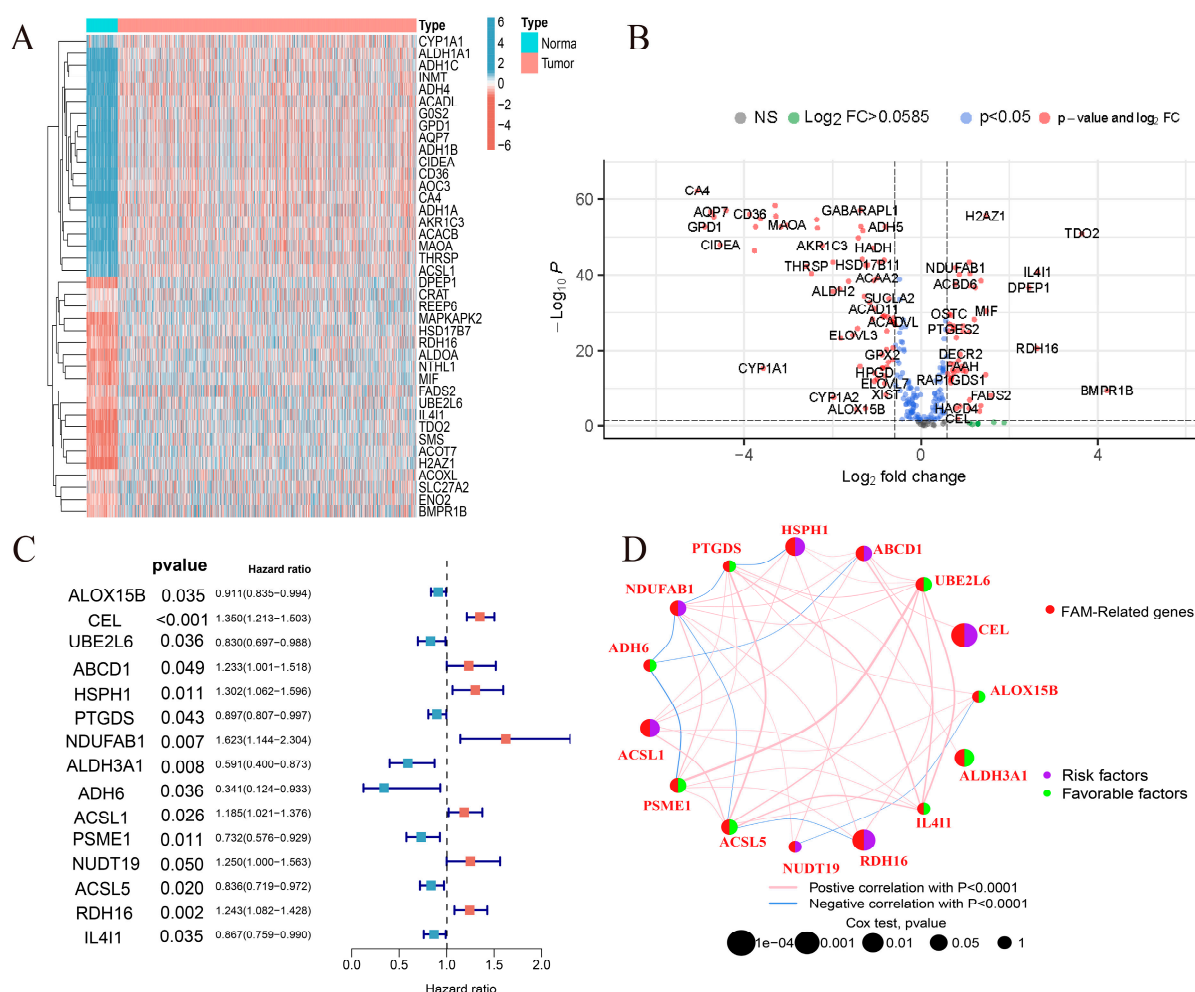 A
Type
CYP1A1
ALDH1A1
ADH1C
INMT
ADH4
ACADL
G0S2
GPD1
AQP7
ADH1B
CIDEA
CD36
AOC3
CA4
ADH1A
AKR1C3
ACACB
MAOA
THRSP
ACSL1
DPEP1
CRAT
REEP6
MAPKAPK2
HSD17B7
RDH16
ALDOA
NTHL1
MIF
FADS2
UBE2L6
IL4I1
TDO2
SMS
ACOT7
H2AZ1
ACOXL
SLC27A2
ENO2
BMPR1B
6
4
2
0
−2
−4
−6
Type
Norma
Tumor
B
NS
Log2 FC>0.0585
p<0.05
p−value and log2 FC
−Log10 P
60
40
20
0
−4
0
4
Log2 fold change
CA4
AQP7
CD36
GABARAPL1
H2AZ1
GPD1
MAOA
ADH5
TDO2
CIDEA
AKR1C3
HADH
THRSP
HSD17B11
NDUFAB1
IL4I1
ACAA2
ACBD6
DPEP1
ALDH2
SUCLA2
ACAD11
OSTC
MIF
ACADVL
PTGES2
ELOVL3
GPX2
DECR2
RDH16
CYP1A1
HPGD
FAAH
ELOVL7
RAP1GDS1
CYP1A2
XIST
FADS2
BMPR1B
ALOX15B
HACD4
CEL
C
pvalue Hazard ratio
ALOX15B 0.035 0.911(0.835−0.994)
CEL <0.001 1.360(1.213−1.603)
UBE2L6 0.036 0.830(0.697−0.988)
ABCD1 0.049 1.233(1.001−1.518)
HSPH1 0.011 1.302(1.062−1.596)
PTGDS 0.043 0.897(0.807−0.997)
NDUFAB1 0.007 1.623(1.144−2.304)
ALDH3A1 0.008 0.591(0.400−0.873)
ADH6 0.036 0.341(0.124−0.933)
ACSL1 0.026 1.185(1.021−1.376)
PSME1 0.011 0.732(0.576−0.929)
NUDT19 0.050 1.250(1.000−1.563)
ACSL5 0.020 0.836(0.719−0.972)
RDH16 0.002 1.243(1.082−1.428)
IL4I1 0.035 0.867(0.759−0.990)
0.0 0.5 1.0 1.5 2.0
Hazard ratio
D
HSPH1
PTGDS
ABCD1
NDUFAB1
UBE2L6
CEL
ADH6
ALOX15B
ACSL1
ALDH3A1
PSME1
IL4I1
ACSL5
RDH16
NUDT19
FAM-Related genes
Risk factors
Favorable factors
Postive correlation with P<0.0001
Negative correlation with P<0.0001
Cox test, pvalue
1e−04 0.001 0.01 0.05 1